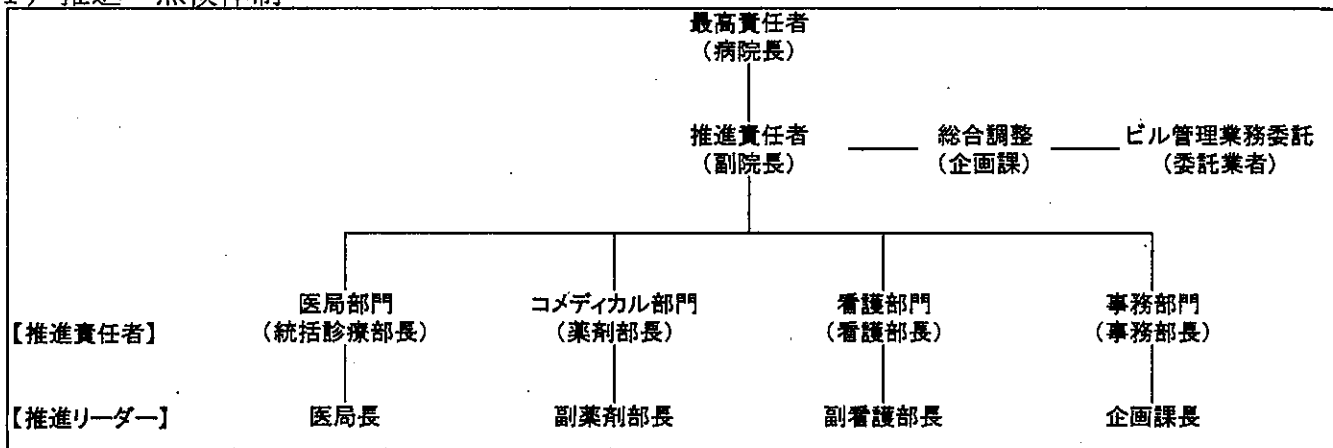 最高責任者
(病院長)
推進責任者 総合調整 ビル管理業務委託
(副院長) (企画課) (委託業者)
医局部門 コメディカル部門 看護部門 事務部門
【推進責任者】 (統括診療部長) (薬剤部長) (看護部長) (事務部長)
【推進リーダー】 医局長 副薬剤部長 副看護部長 企画課長